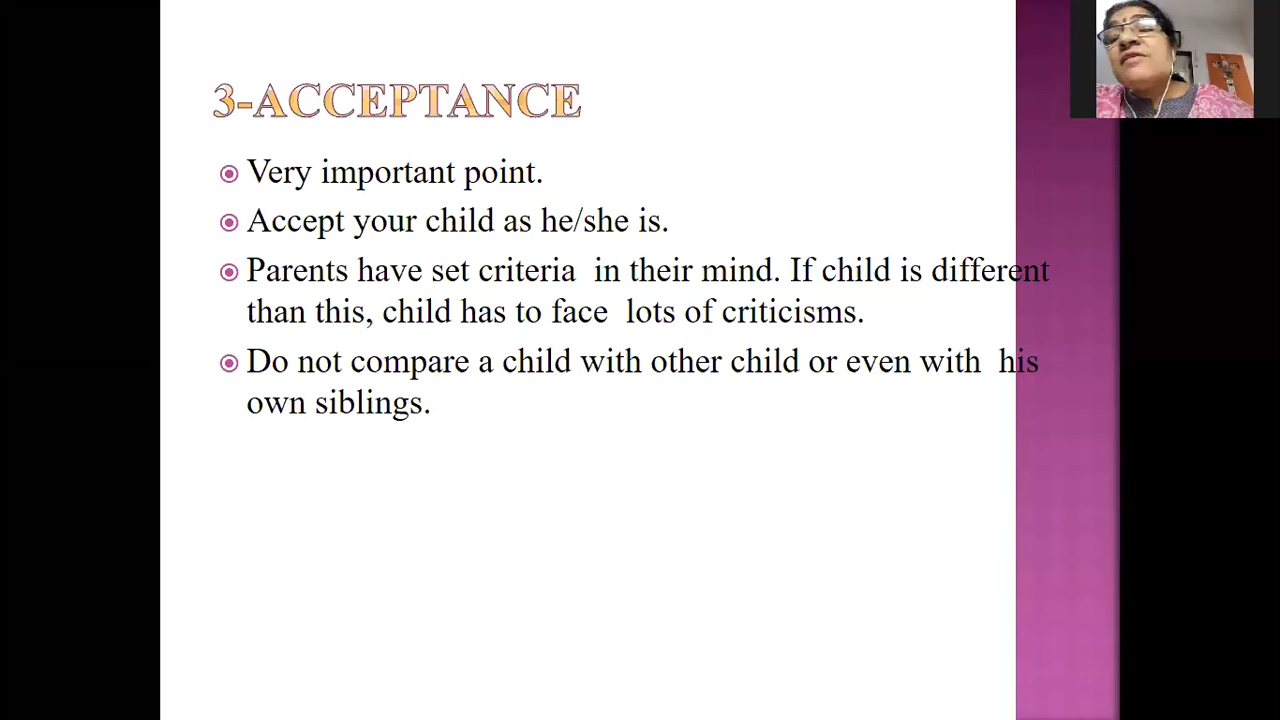 3-ACCEPTANCE
Very important point.
Accept your child as he/she is.
Parents have set criteria in their mind. If child is different
than this, child has to face lots of criticisms.
Do not compare a child with other child or even with his
own siblings.